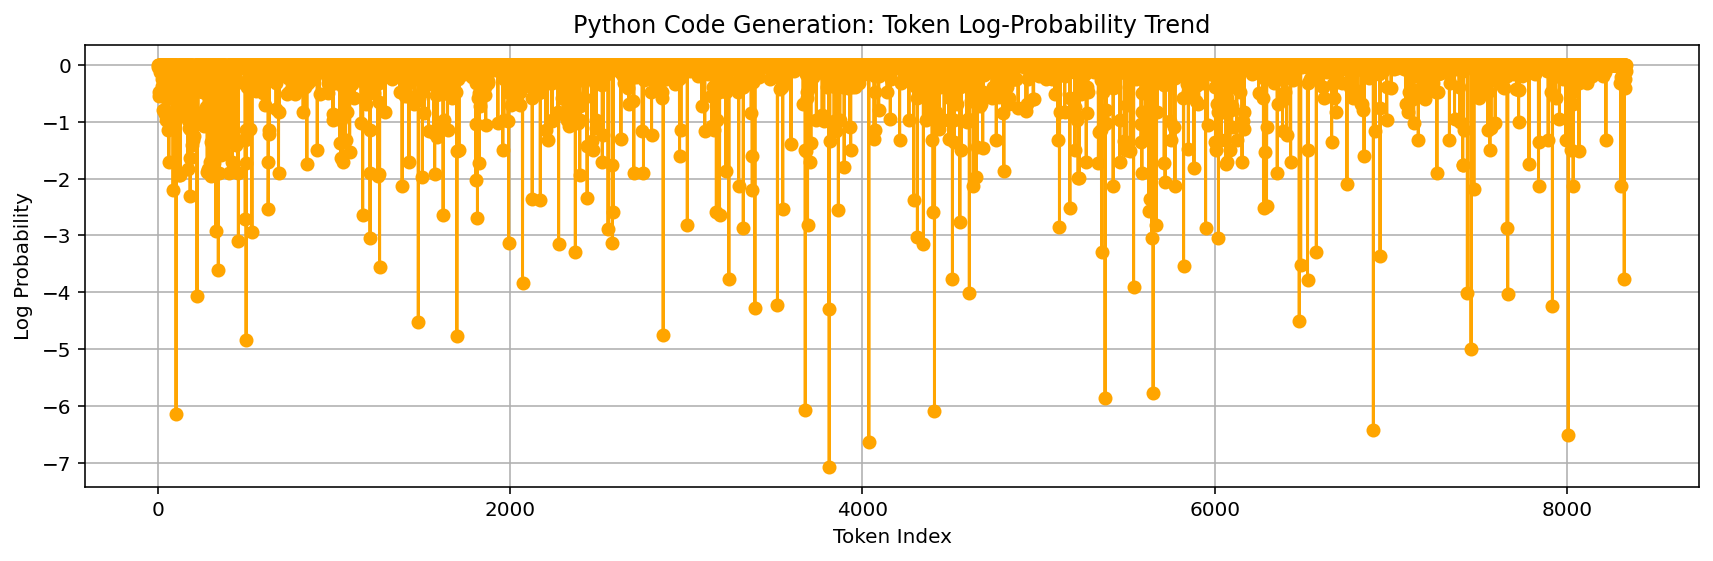 Python Code Generation: Token Log-Probability Trend
Log Probability
0
−1
−2
−3
−4
−5
−6
−7
0 2000 4000 6000 8000
Token Index